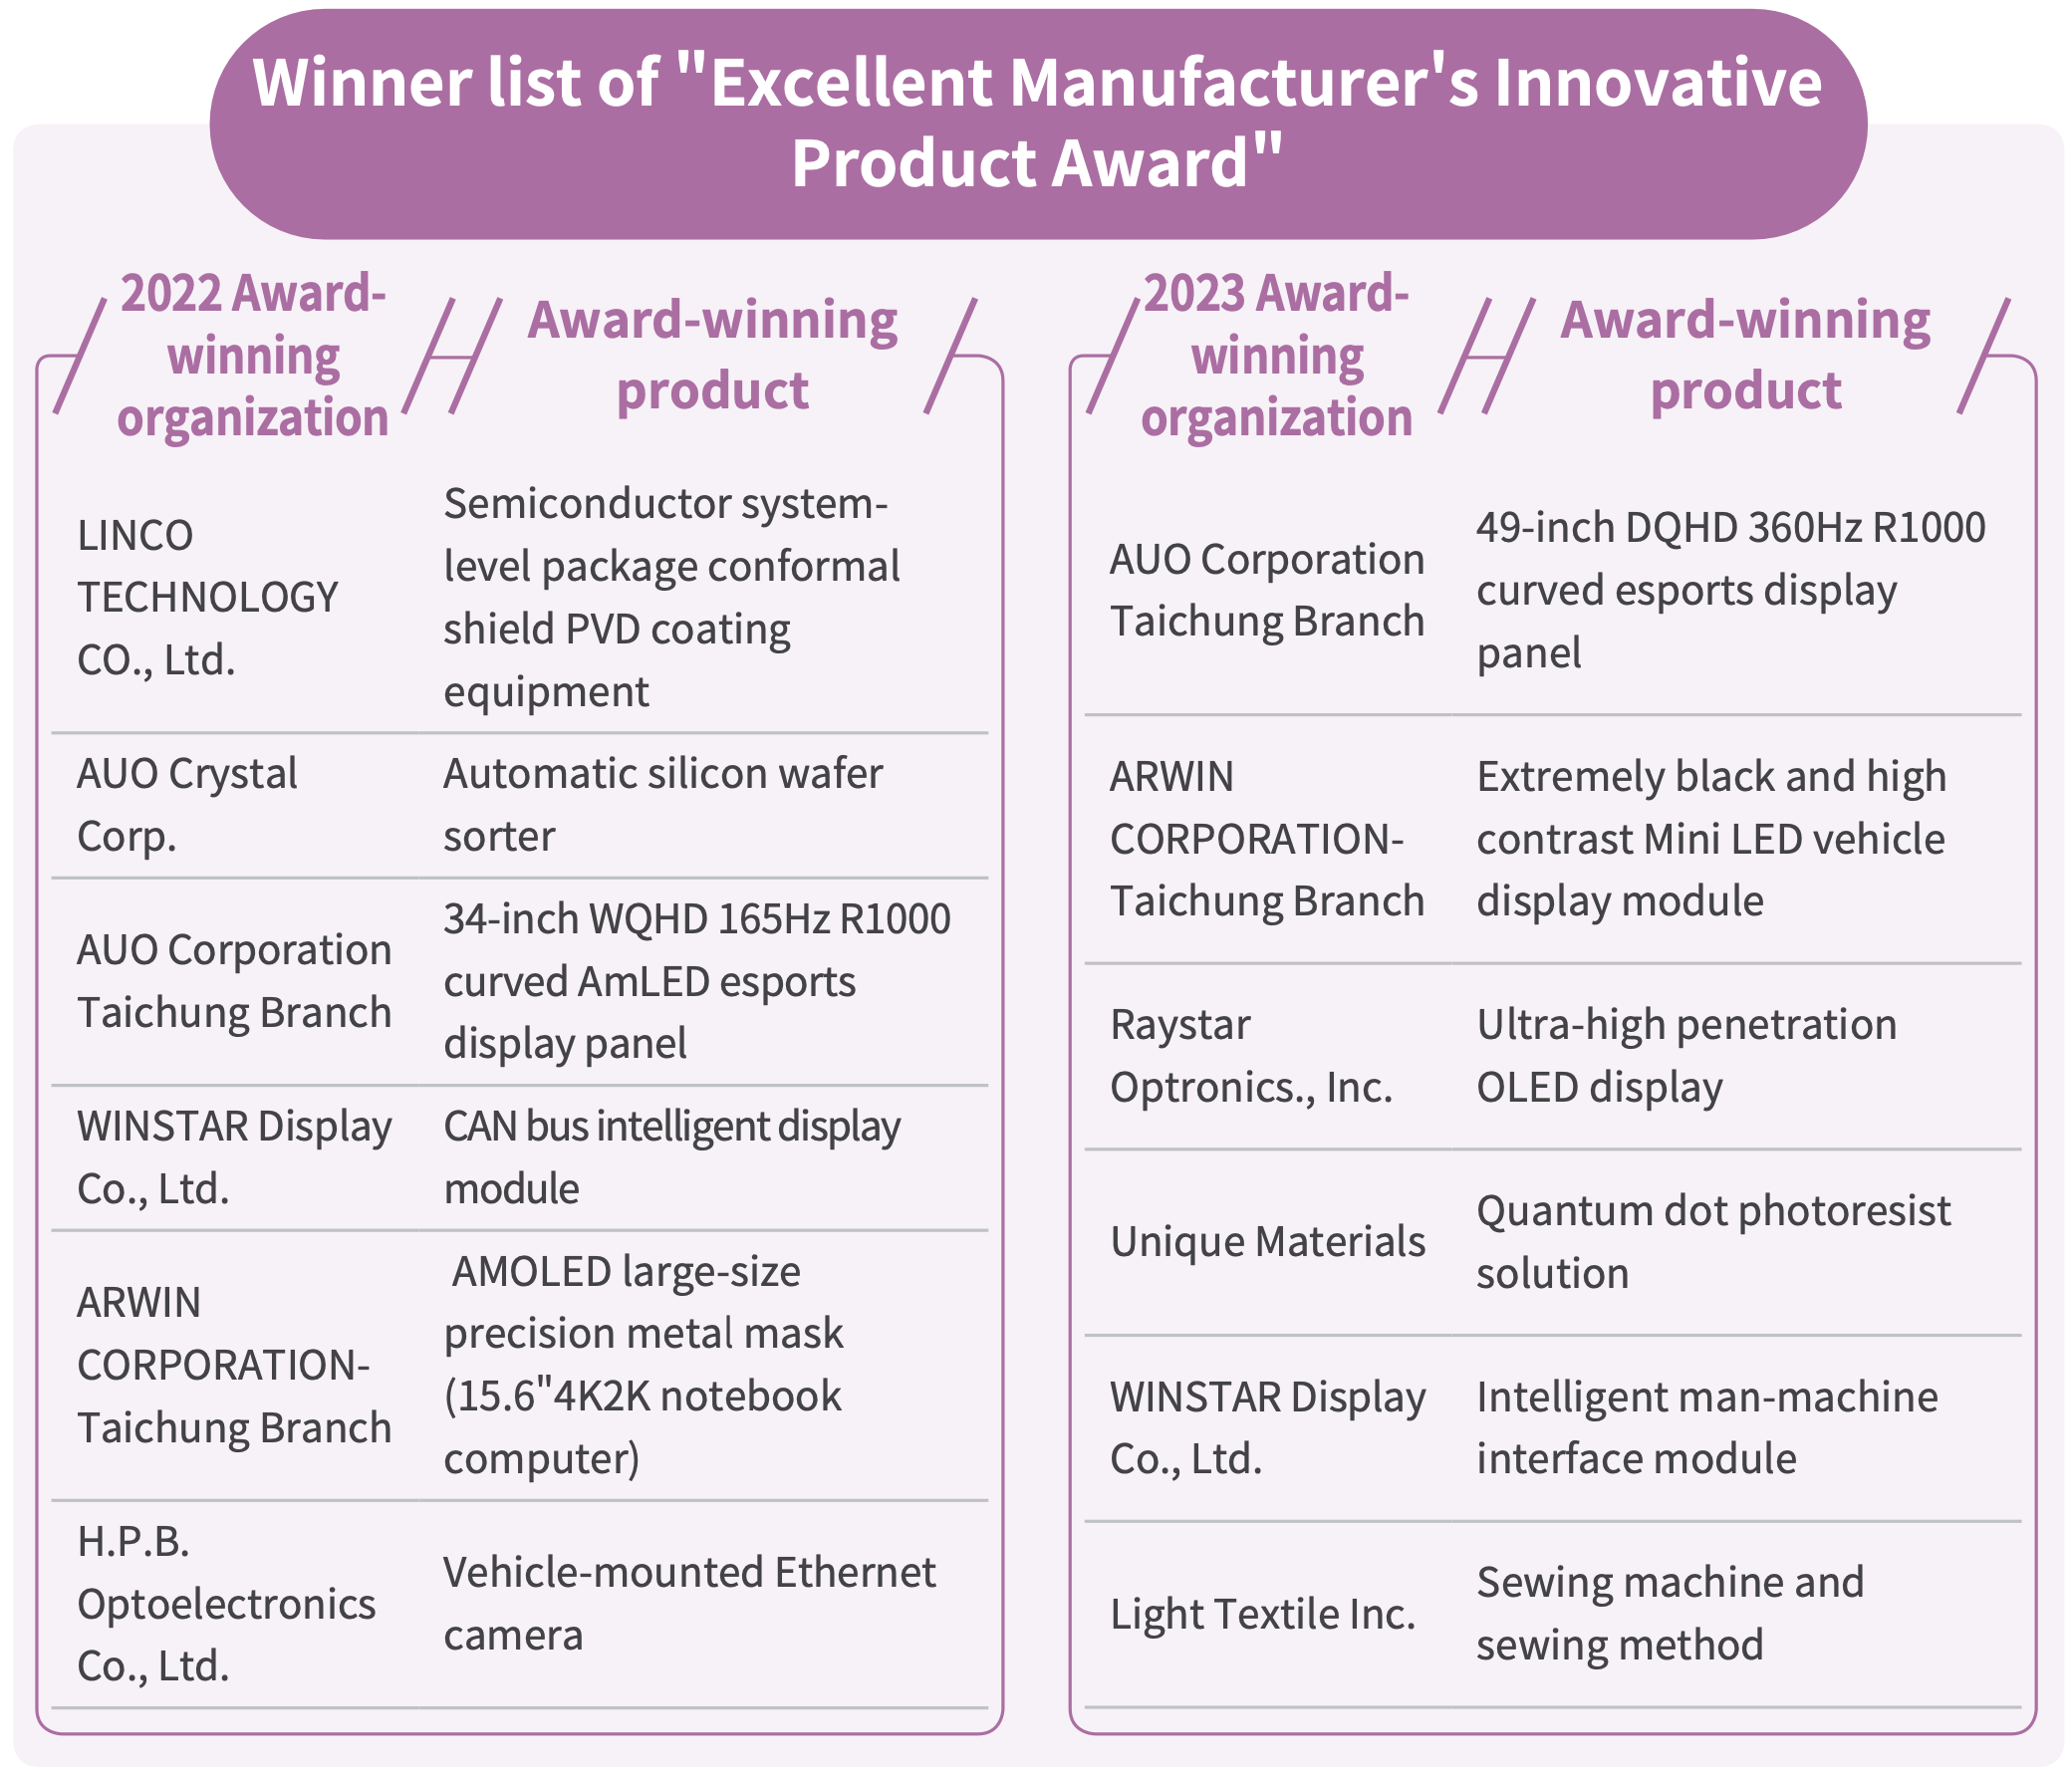 Winner list of "Excellent Manufacturer's Innovative
Product Award"
2022 Award-
winning
organization
Award-winning
product
LINCO
TECHNOLOGY
CO., Ltd.
Semiconductor system-
level package conformal
shield PVD coating
equipment
AUO Crystal
Corp.
Automatic silicon wafer
sorter
AUO Corporation
Taichung Branch
34-inch WQHD 165Hz R1000
curved AmLED esports
display panel
WINSTAR Display
Co., Ltd.
CAN bus intelligent display
module
ARWIN
CORPORATION-
Taichung Branch
AMOLED large-size
precision metal mask
(15.6"4K2K notebook
computer)
H.P.B.
Optoelectronics
Co., Ltd.
Vehicle-mounted Ethernet
camera
2023 Award-
winning
organization
Award-winning
product
AUO Corporation
Taichung Branch
49-inch DQHD 360Hz R1000
curved esports display
panel
ARWIN
CORPORATION-
Taichung Branch
Extremely black and high
contrast Mini LED vehicle
display module
Raystar
Optronics., Inc.
Ultra-high penetration
OLED display
Unique Materials
Quantum dot photoresist
solution
WINSTAR Display
Co., Ltd.
Intelligent man-machine
interface module
Light Textile Inc.
Sewing machine and
sewing method